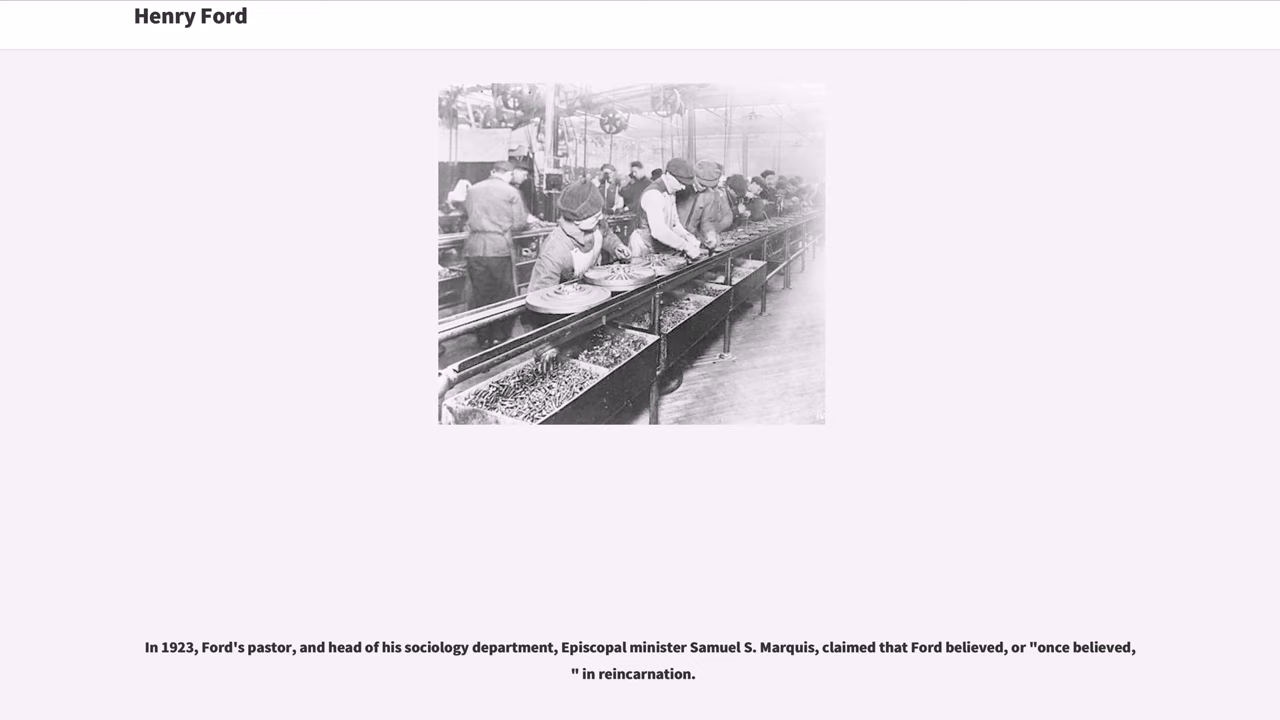 Henry Ford
In 1923, Ford's pastor, and head of his sociology department, Episcopal minister Samuel S. Marquis, claimed that Ford believed, or "once believed,
" in reincarnation.